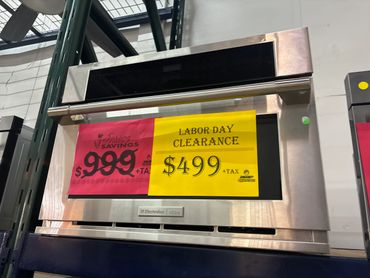 SAVINGS
$999
+TAX
LABOR DAY
CLEARANCE
$499 +TAX
Electrolux